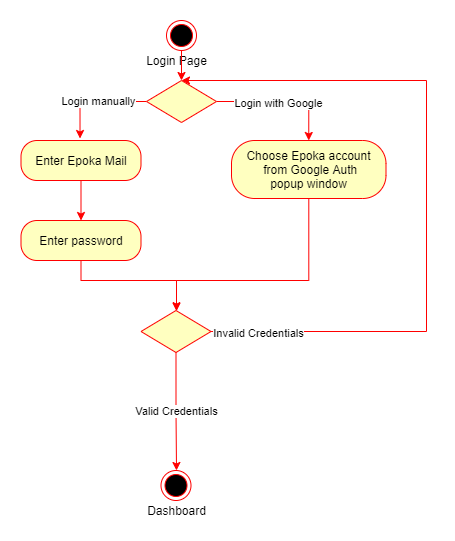 Login Page
Login manually
Login with Google
Enter Epoka Mail
Choose Epoka account
from Google Auth
popup window
Enter password
Invalid Credentials
Valid Credentials
Dashboard